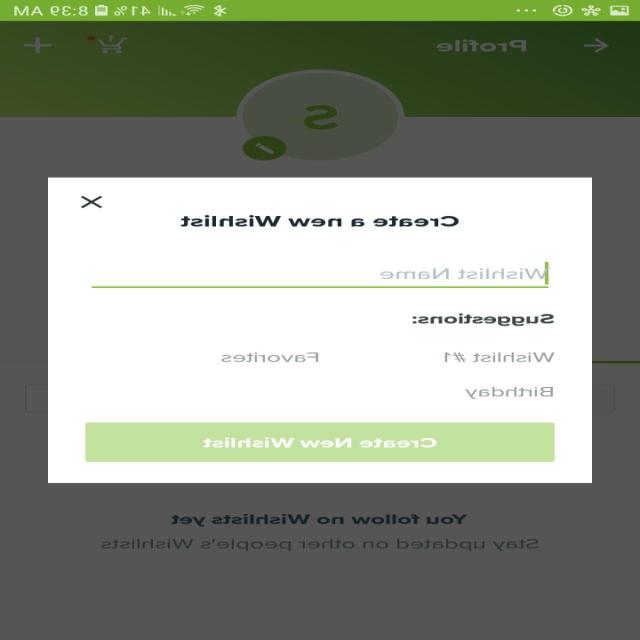 41% 8:39 AM
Profile
S
Create a new Wishlist
Wishlist Name
Suggestions:
Wishlist #1 Favorites
Birthday
Create New Wishlist
You follow no Wishlists yet
Stay updated on other people's Wishlists